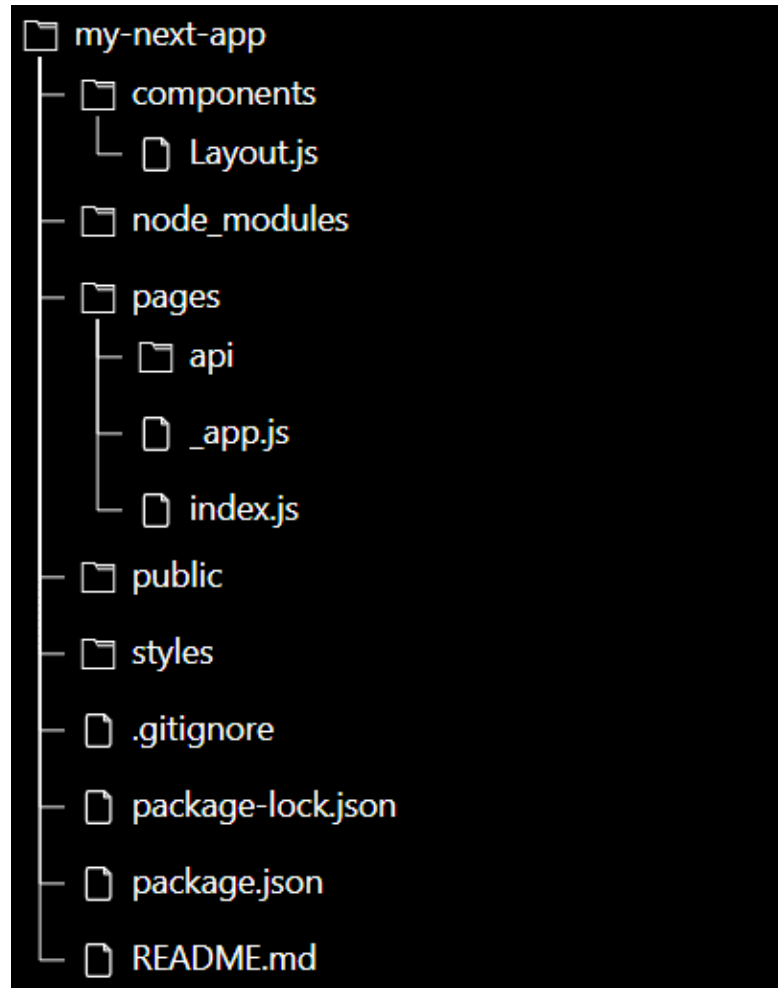 my-next-app
components
Layout.js
node_modules
pages
api
_app.js
index.js
public
styles
.gitignore
package-lock.json
package.json
README.md